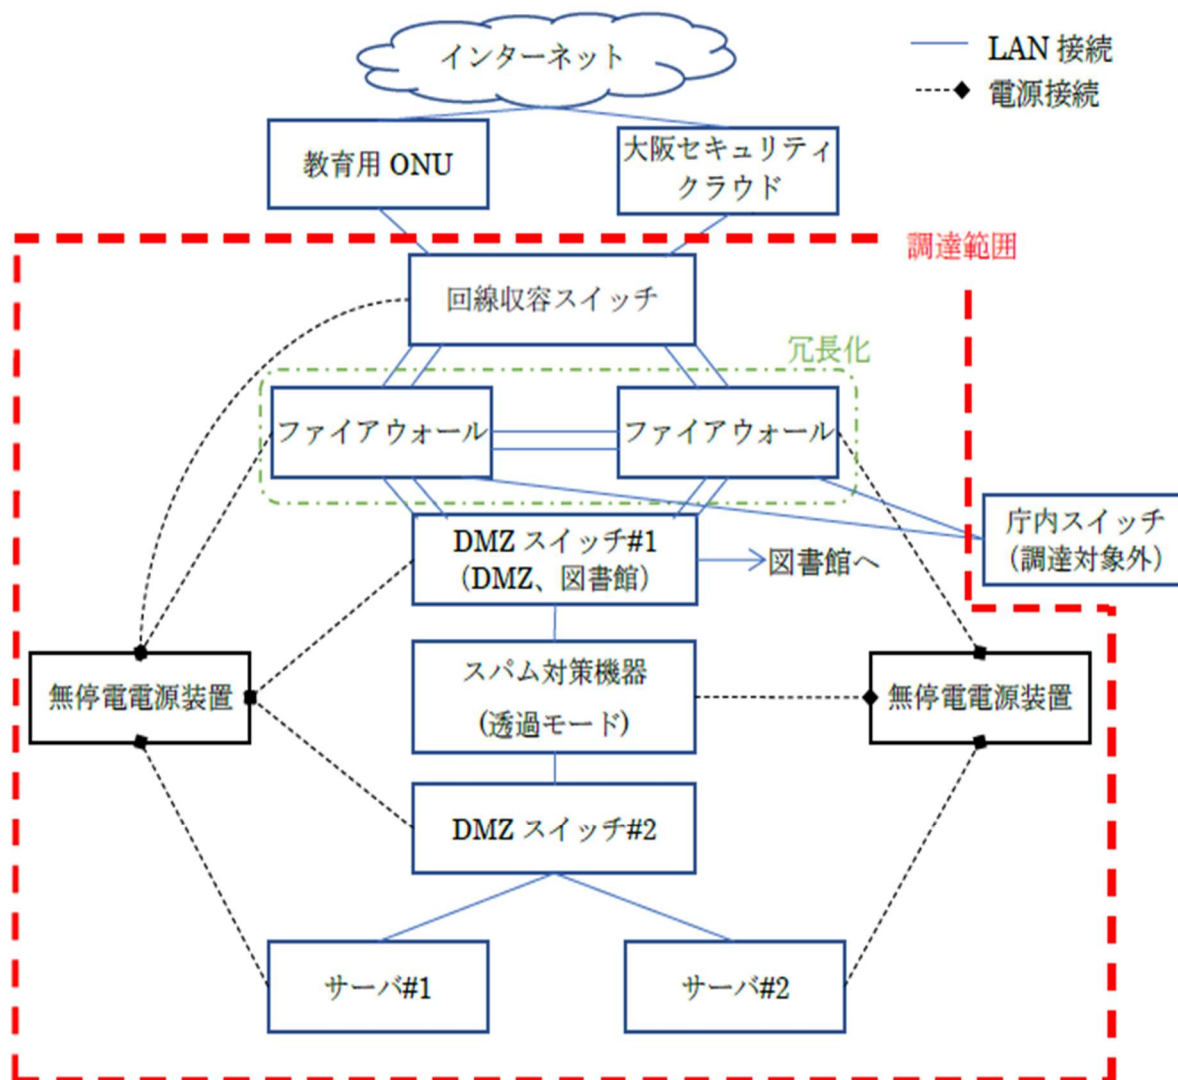 インターネット
LAN 接続
電源接続
教育用 ONU
大阪セキュリティ
クラウド
調達範囲
回線収容スイッチ
冗長化
ファイアウォール
ファイアウォール
DMZ スイッチ#1
（DMZ、図書館）
図書館へ
庁内スイッチ
（調達対象外）
無停電電源装置
スパム対策機器
(透過モード)
無停電電源装置
DMZ スイッチ#2
サーバ#1
サーバ#2